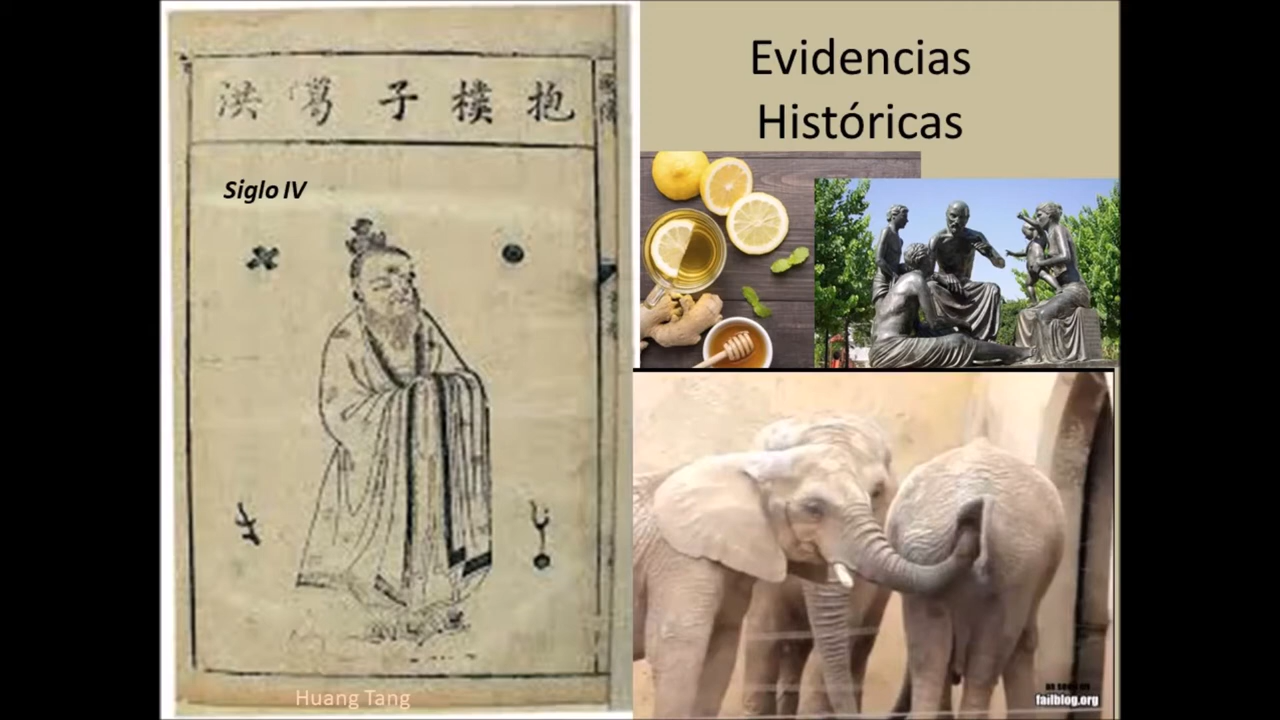 洪葛子樸抱
Siglo IV
Huang Tang
Evidencias
Históricas
failblog.org